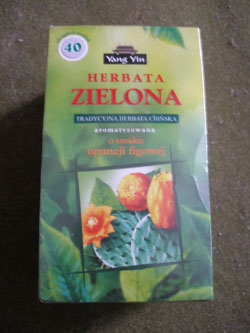 40
Yang Yin
HERBATA
ZIELONA
TRADYCYJNA HERBATA CHIŃSKA
aromatyzowana
o smaku
opuncji figowej